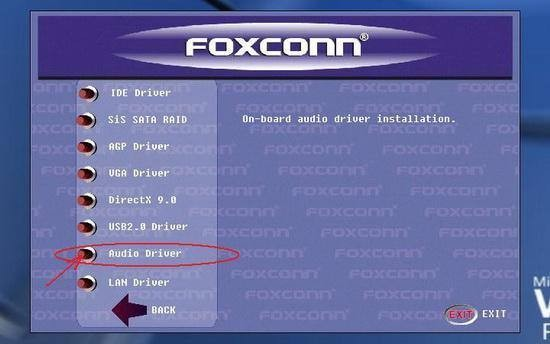 FOXCONN®
IDE Driver
SiS SATA RAID
On-board audio driver installation.
AGP Driver
VGA Driver
DirectX 9.0
USB2.0 Driver
Audio Driver
LAN Driver
BACK
EXIT EXIT